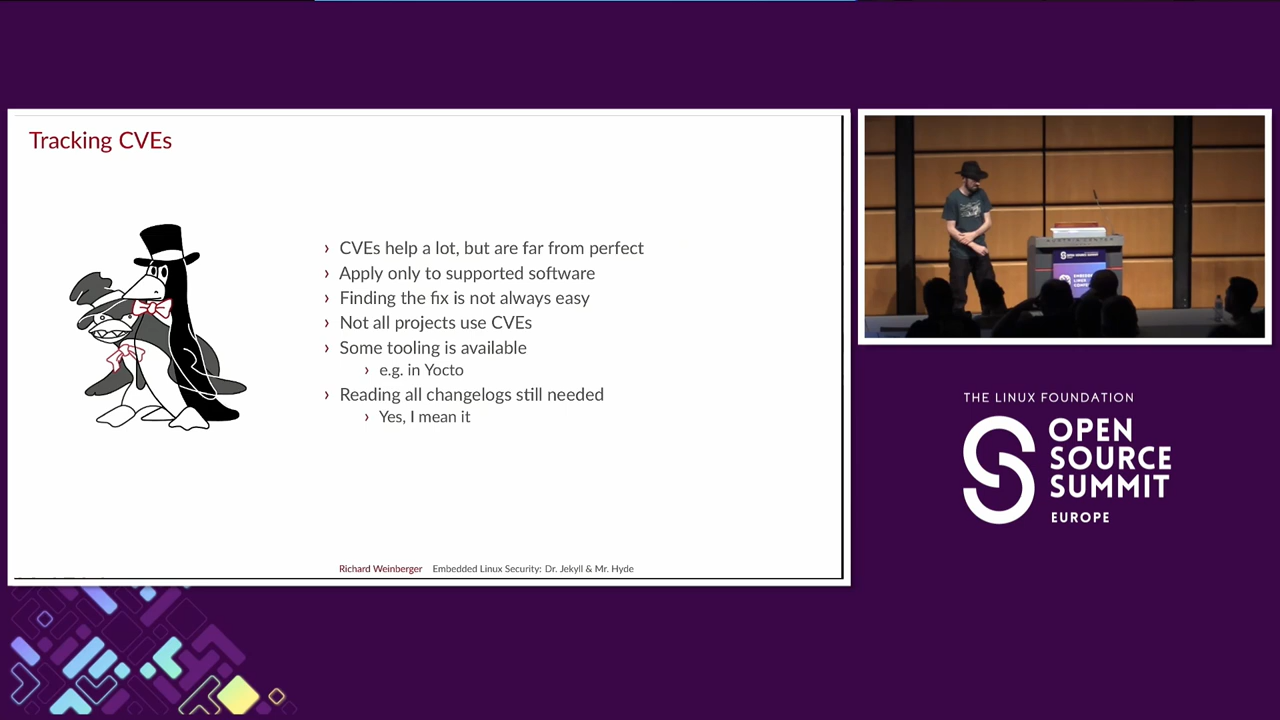 Tracking CVEs
› CVEs help a lot, but are far from perfect
› Apply only to supported software
› Finding the fix is not always easy
› Not all projects use CVEs
› Some tooling is available
› e.g. in Yocto
› Reading all changelogs still needed
› Yes, I mean it
Richard Weinberger Embedded Linux Security: Dr. Jekyll & Mr. Hyde
THE LINUX FOUNDATION
OPEN
SOURCE
SUMMIT
EUROPE